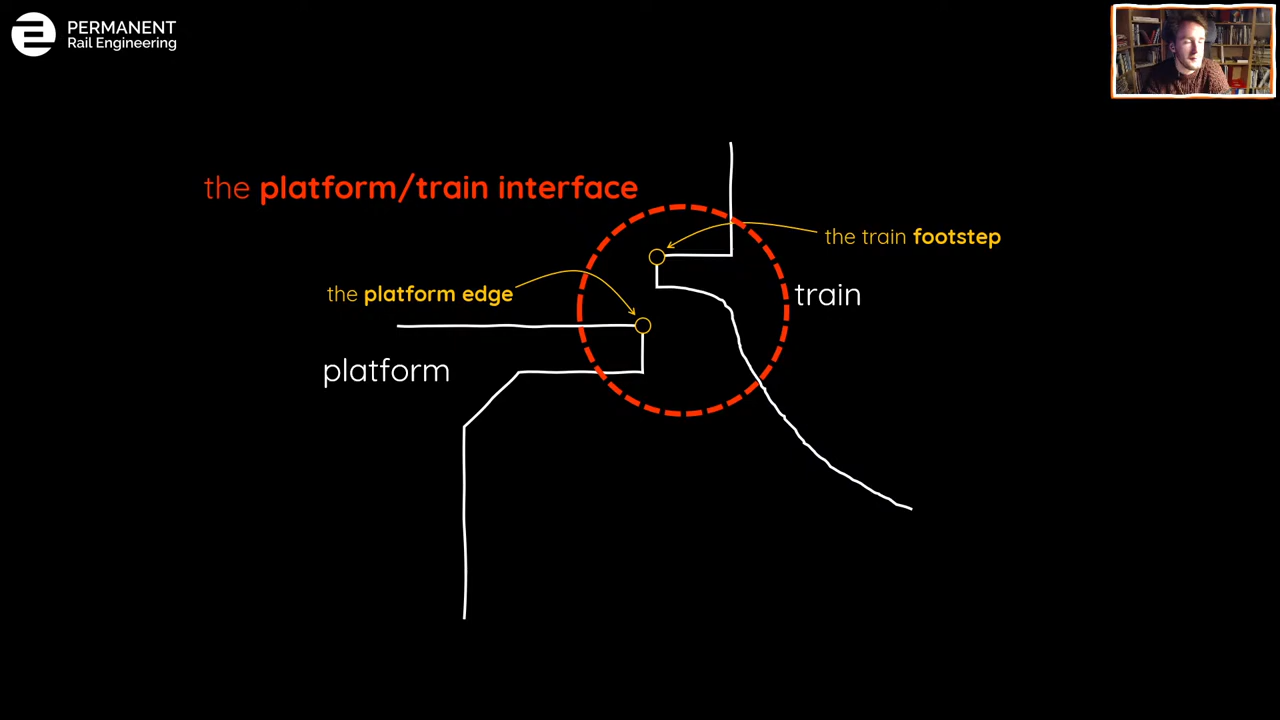 PERMANENT
Rail Engineering
the platform/train interface
the train footstep
the platform edge
train
platform